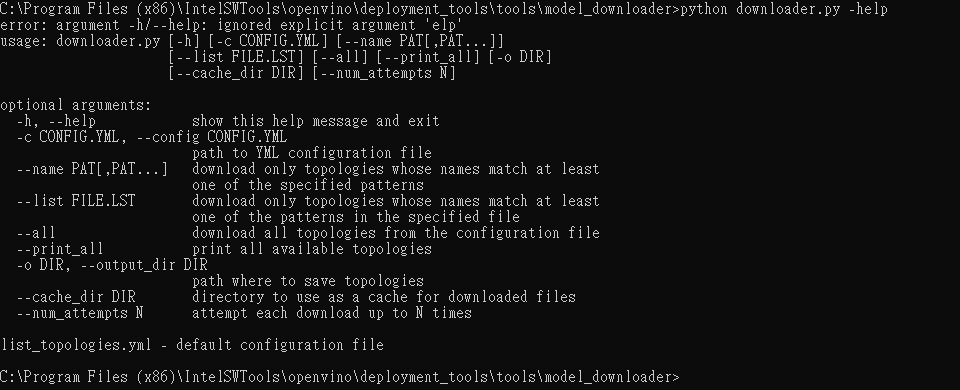 C:\Program Files (x86)\IntelSWTools\openvino\deployment_tools\tools\model_downloader>python downloader.py -help
error: argument -h/--help: ignored explicit argument 'elp'
usage: downloader.py [-h] [-c CONFIG.YML] [--name PAT[,PAT...]]
[--list FILE.LST] [--all] [--print_all] [-o DIR]
[--cache_dir DIR] [--num_attempts N]
optional arguments:
-h, --help show this help message and exit
-c CONFIG.YML, --config CONFIG.YML
path to YML configuration file
--name PAT[,PAT...] download only topologies whose names match at least
one of the specified patterns
--list FILE.LST download only topologies whose names match at least
one of the patterns in the specified file
--all download all topologies from the configuration file
--print_all print all available topologies
-o DIR, --output_dir DIR
path where to save topologies
--cache_dir DIR directory to use as a cache for downloaded files
--num_attempts N attempt each download up to N times
list_topologies.yml - default configuration file
C:\Program Files (x86)\IntelSWTools\openvino\deployment_tools\tools\model_downloader>